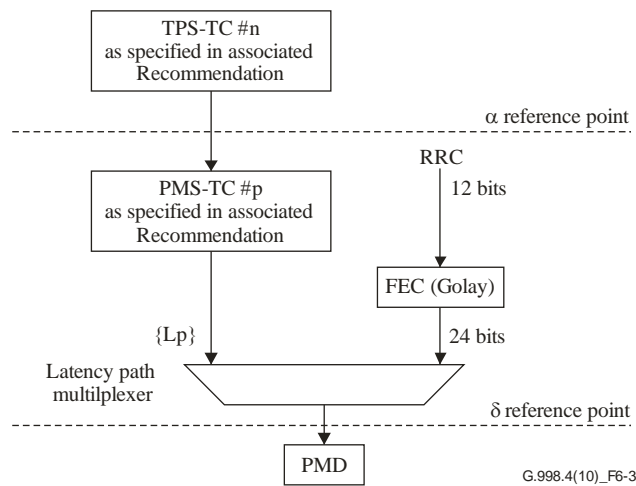 TPS-TC #n
as specified in associated
Recommendation
α reference point
RRC
12 bits
PMS-TC #p
as specified in associated
Recommendation
FEC (Golay)
{Lp}
24 bits
Latency path
multilplexer
δ reference point
PMD
G.998.4(10)_F6-3